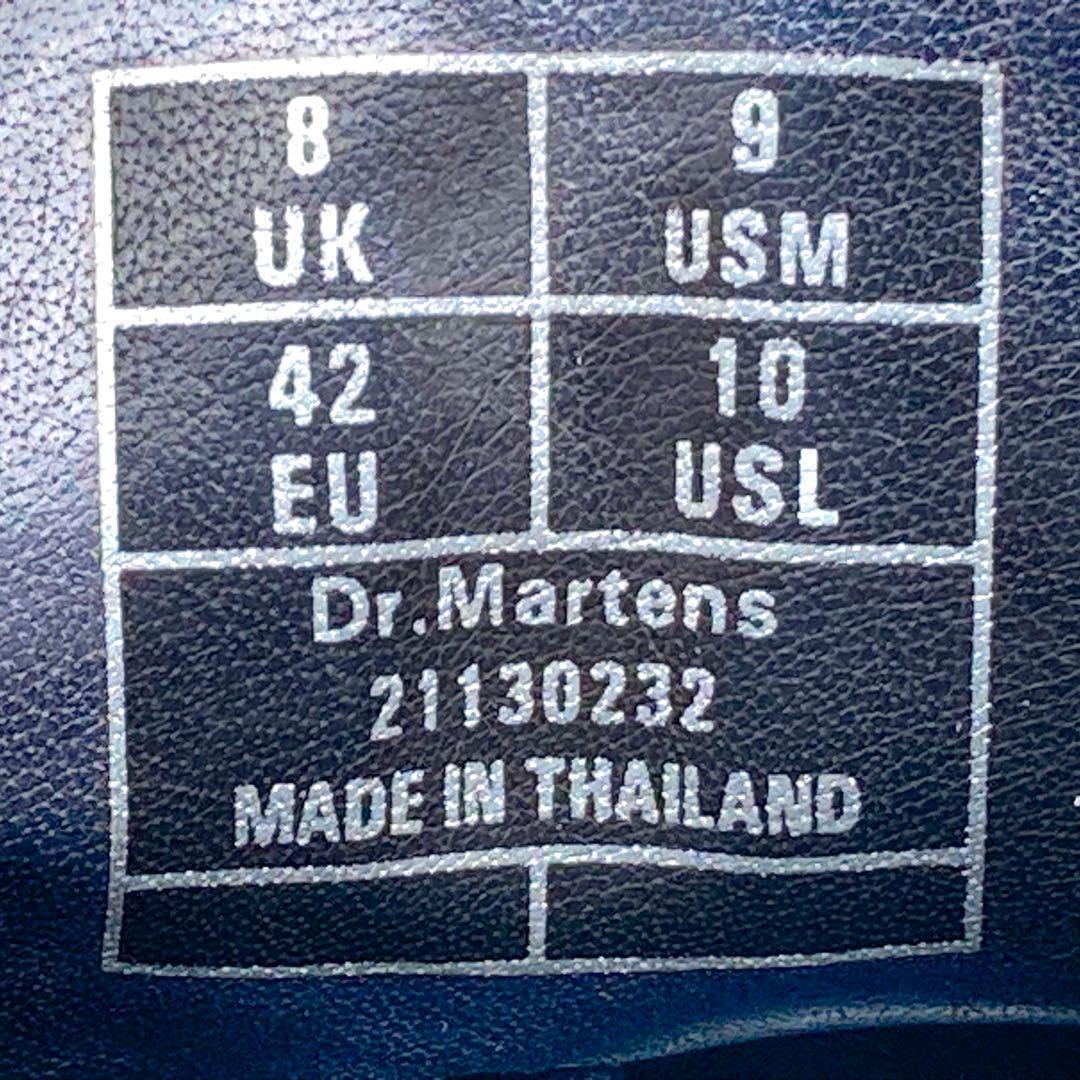 8
UK
9
USM
42
EU
10
USL
Dr.Martens
21130232
MADE IN THAILAND